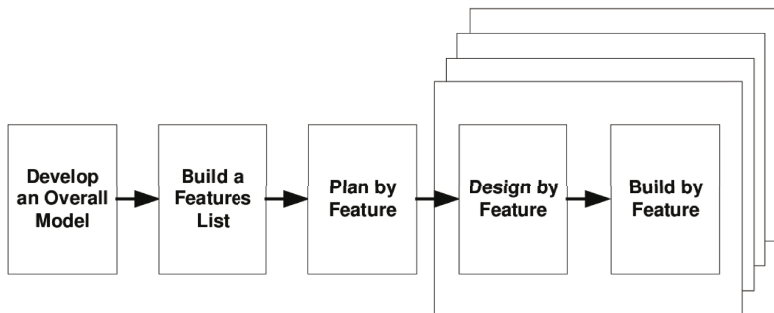 Develop
an Overall
Model
Build a
Features
List
Plan by
Feature
Design by
Feature
Build by
Feature